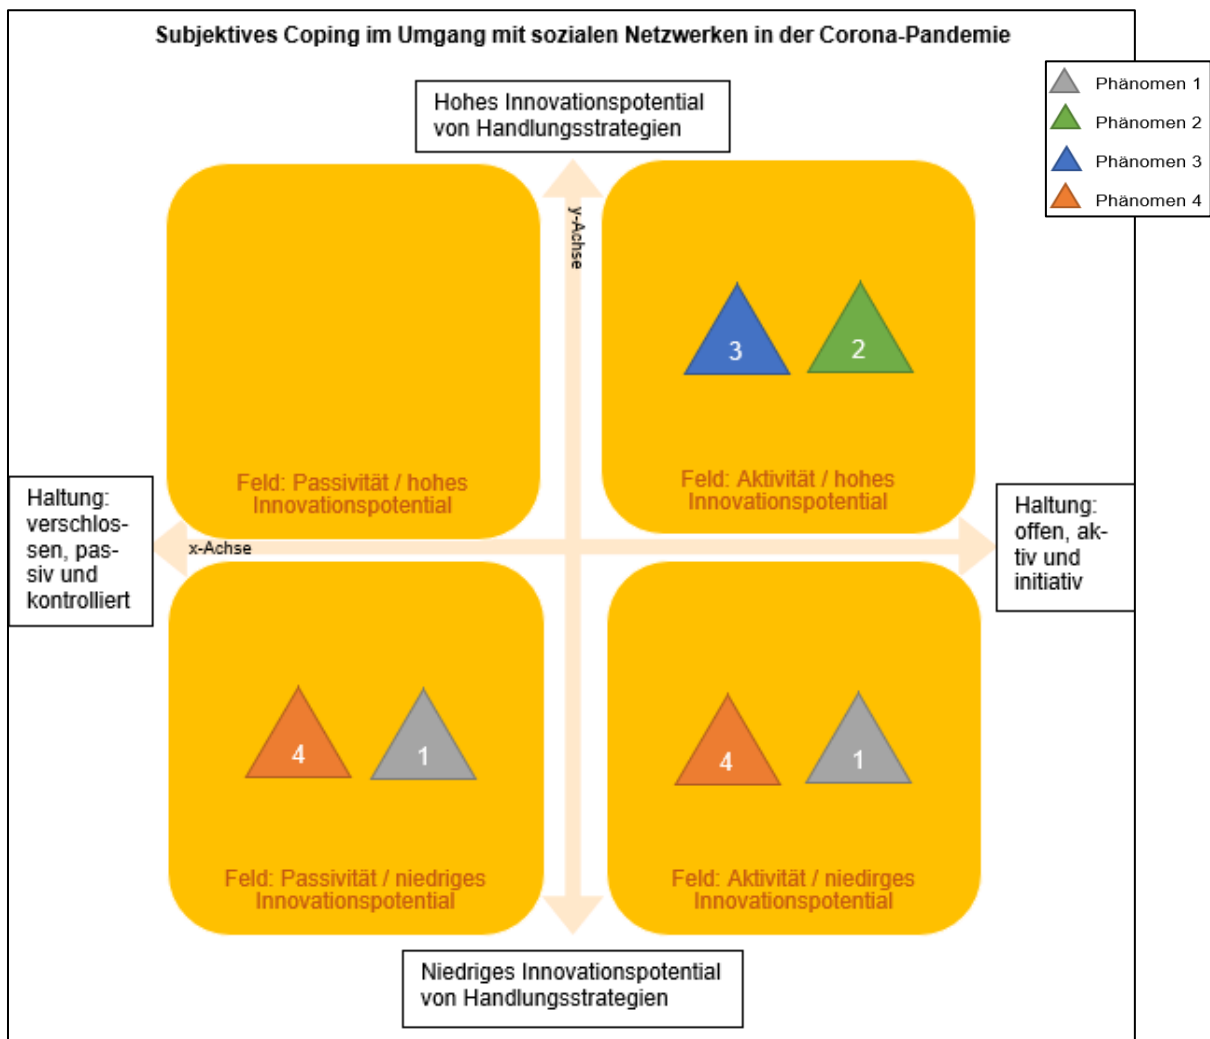 Subjektives Coping im Umgang mit sozialen Netzwerken in der Corona-Pandemie
Phänomen 1
Phänomen 2
Phänomen 3
Phänomen 4
Hohes Innovationspotential
von Handlungsstrategien
y-Achse
3
2
Feld: Passivität / hohes
Innovationspotential
Feld: Aktivität / hohes
Innovationspotential
Haltung:
verschlos-
sen, pas-
siv und
kontrolliert
x-Achse
Haltung:
offen, ak-
tiv und
initiativ
4
1
4
1
Feld: Passivität / niedriges
Innovationspotential
Feld: Aktivität / niedirges
Innovationspotential
Niedriges Innovationspotential
von Handlungsstrategien